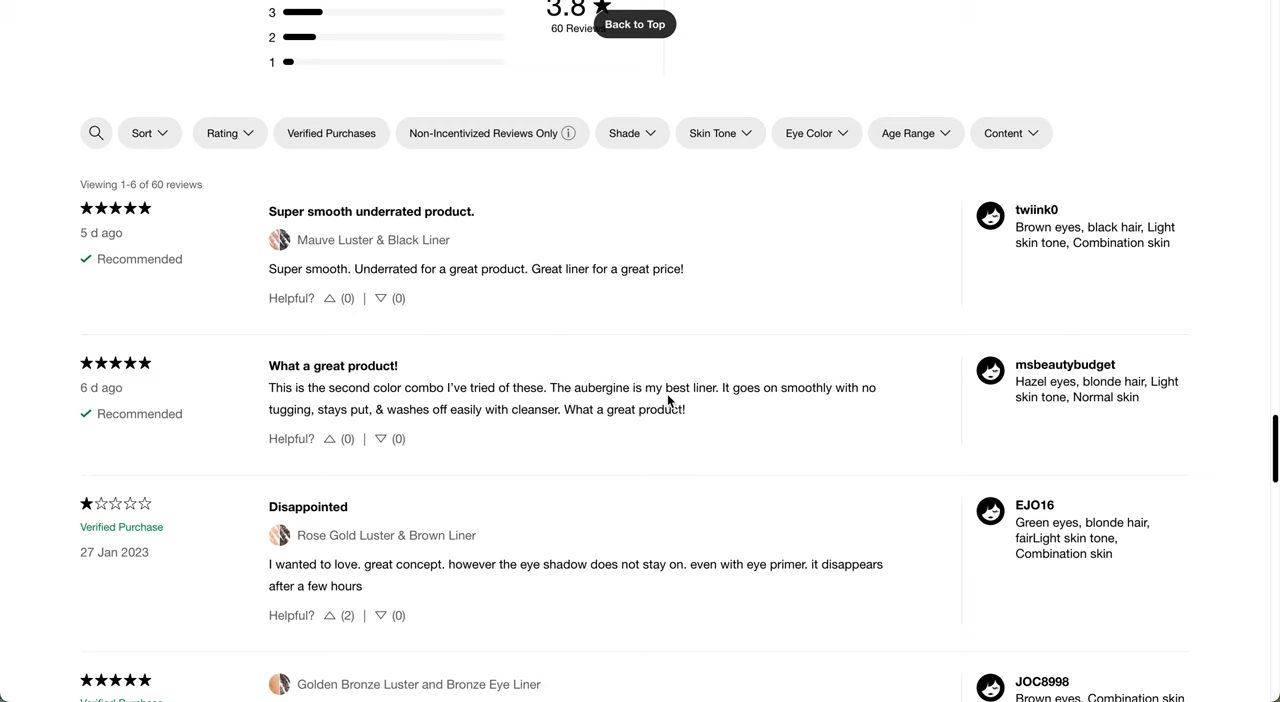 3
3.8 ★
2
60 Reviews
Back to Top
1
Sort
Rating
Verified Purchases
Non-Incentivized Reviews Only
Shade
Skin Tone
Eye Color
Age Range
Content
Viewing 1-6 of 60 reviews
5 d ago
Recommended
Super smooth underrated product.
Mauve Luster & Black Liner
Super smooth. Underrated for a great product. Great liner for a great price!
Helpful? (0) | (0)
twiink0
Brown eyes, black hair, Light
skin tone, Combination skin
6 d ago
Recommended
What a great product!
This is the second color combo I've tried of these. The aubergine is my best liner. It goes on smoothly with no
tugging, stays put, & washes off easily with cleanser. What a great product!
Helpful? (0) | (0)
msbeautybudget
Hazel eyes, blonde hair, Light
skin tone, Normal skin
Verified Purchase
27 Jan 2023
Disappointed
Rose Gold Luster & Brown Liner
I wanted to love. great concept. however the eye shadow does not stay on. even with eye primer. it disappears
after a few hours
Helpful? (2) | (0)
EJO16
Green eyes, blonde hair,
fairLight skin tone,
Combination skin
Verified Purchase
Golden Bronze Luster and Bronze Eye Liner
JOC8998
Brown eyes, Combination skin